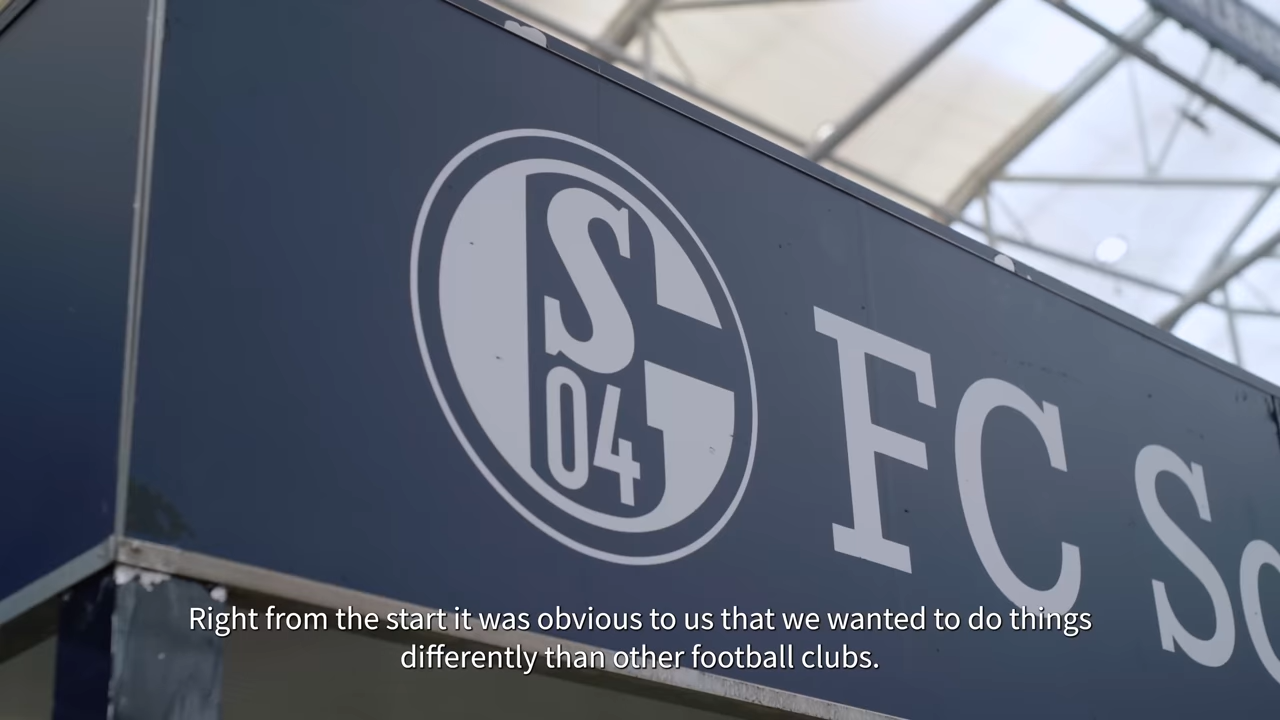 S
04
FC Sc
Right from the start it was obvious to us that we wanted to do things
differently than other football clubs.